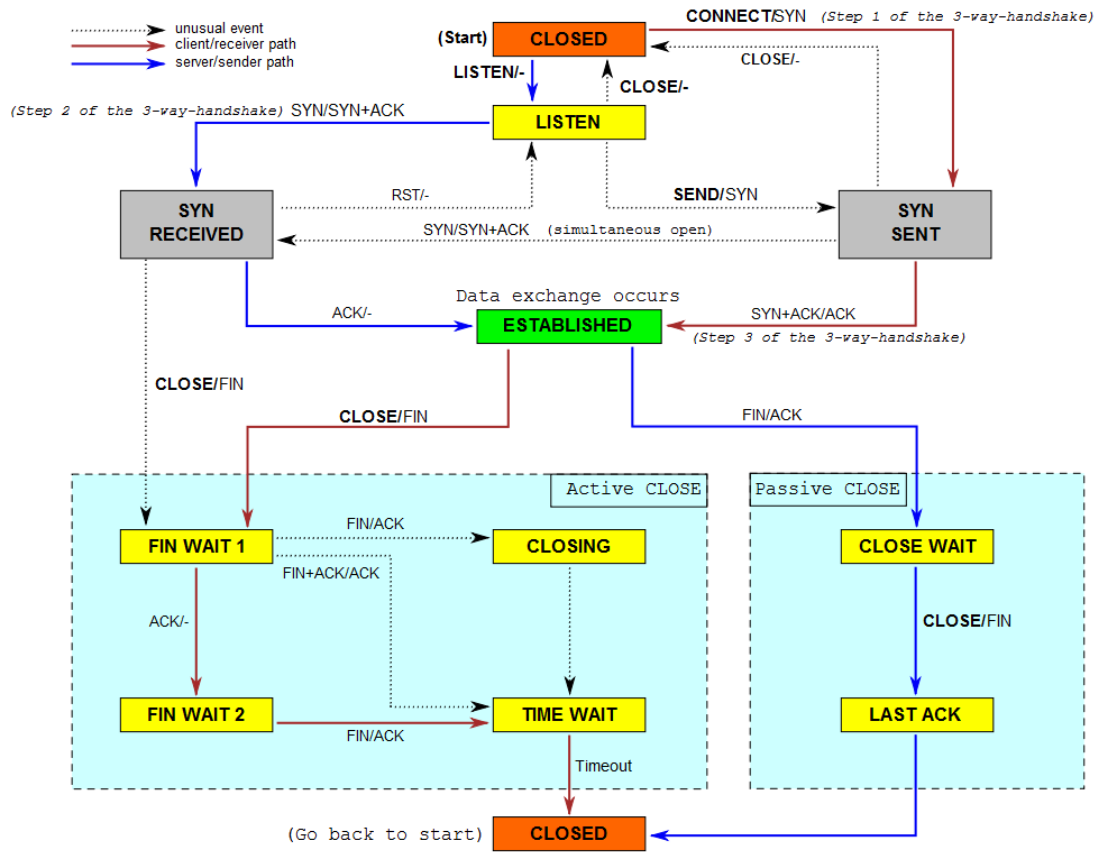 CONNECT/SYN (Step 1 of the 3-way-handshake)
unusual event
client/receiver path
server/sender path
(Start)
CLOSED
CLOSE/-
LISTEN/-
CLOSE/-
(Step 2 of the 3-way-handshake) SYN/SYN+ACK
LISTEN
RST/-
SEND/SYN
SYN
RECEIVED
SYN
SENT
SYN/SYN+ACK (simultaneous open)
Data exchange occurs
ACK/-
ESTABLISHED
SYN+ACK/ACK
(Step 3 of the 3-way-handshake)
CLOSE/FIN
CLOSE/FIN
FIN/ACK
Active CLOSE
Passive CLOSE
FIN WAIT 1
FIN/ACK
CLOSING
CLOSE WAIT
FIN+ACK/ACK
ACK/-
CLOSE/FIN
FIN WAIT 2
TIME WAIT
LAST ACK
FIN/ACK
Timeout
(Go back to start)
CLOSED